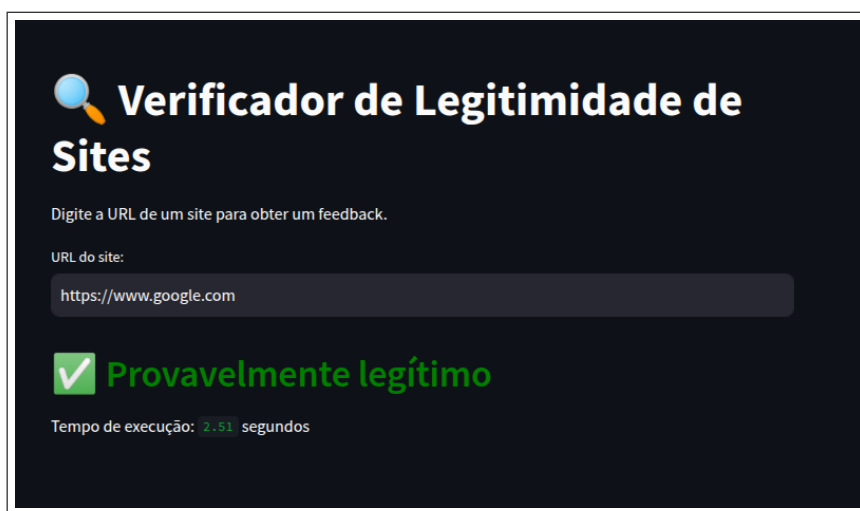 🔍 Verificador de Legitimidade de
Sites
Digite a URL de um site para obter um feedback.
URL do site:
https://www.google.com
✅ Provavelmente legítimo
Tempo de execução: 2.51 segundos